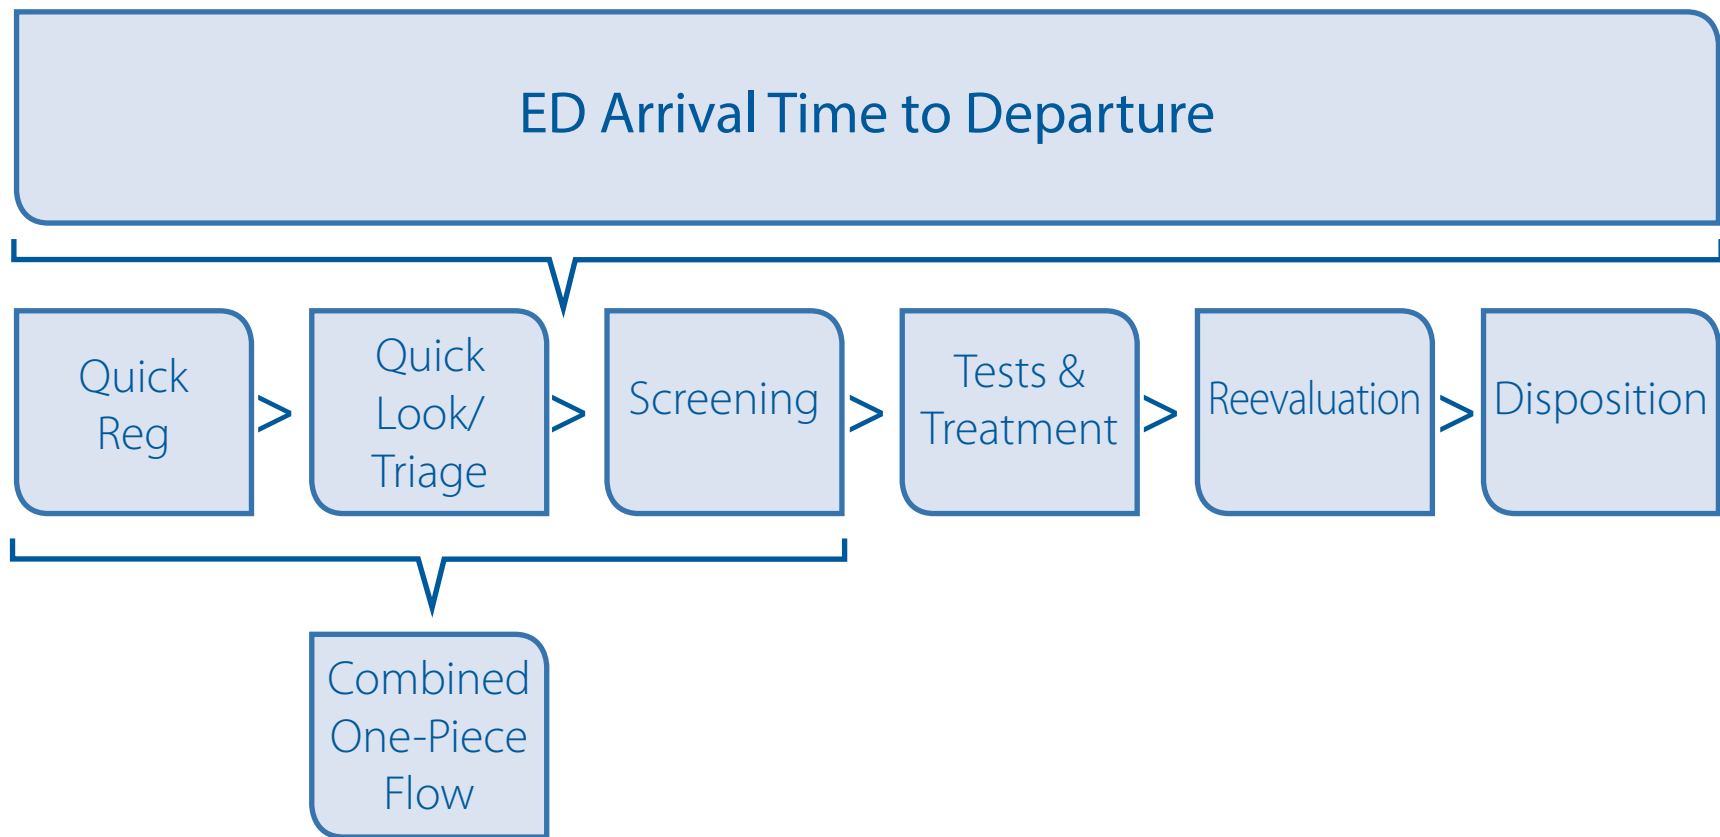 ED Arrival Time to Departure
Quick
Reg
>
Quick
Look/
Triage
>
Screening
>
Tests &
Treatment
>
Reevaluation
>
Disposition
Combined
One-Piece
Flow